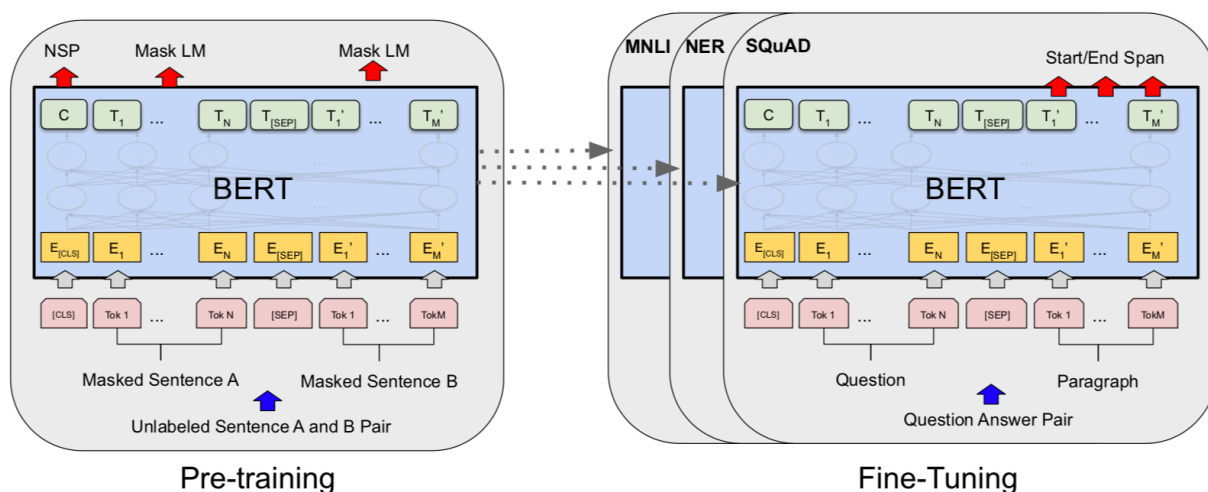 NSP Mask LM Mask LM
C T1 ... TN T[SEP] T1' ... TM'
...
...
BERT
E[CLS] E1 ... EN E[SEP] E1' ... EM'
[CLS] Tok 1 ... Tok N [SEP] Tok 1 ... TokM
Masked Sentence A Masked Sentence B
Unlabeled Sentence A and B Pair
Pre-training
MNLI NER SQuAD
Start/End Span
C T1 ... TN T[SEP] T1' ... TM'
...
...
BERT
E[CLS] E1 ... EN E[SEP] E1' ... EM'
[CLS] Tok 1 ... Tok N [SEP] Tok 1 ... TokM
Question Paragraph
Question Answer Pair
Fine-Tuning